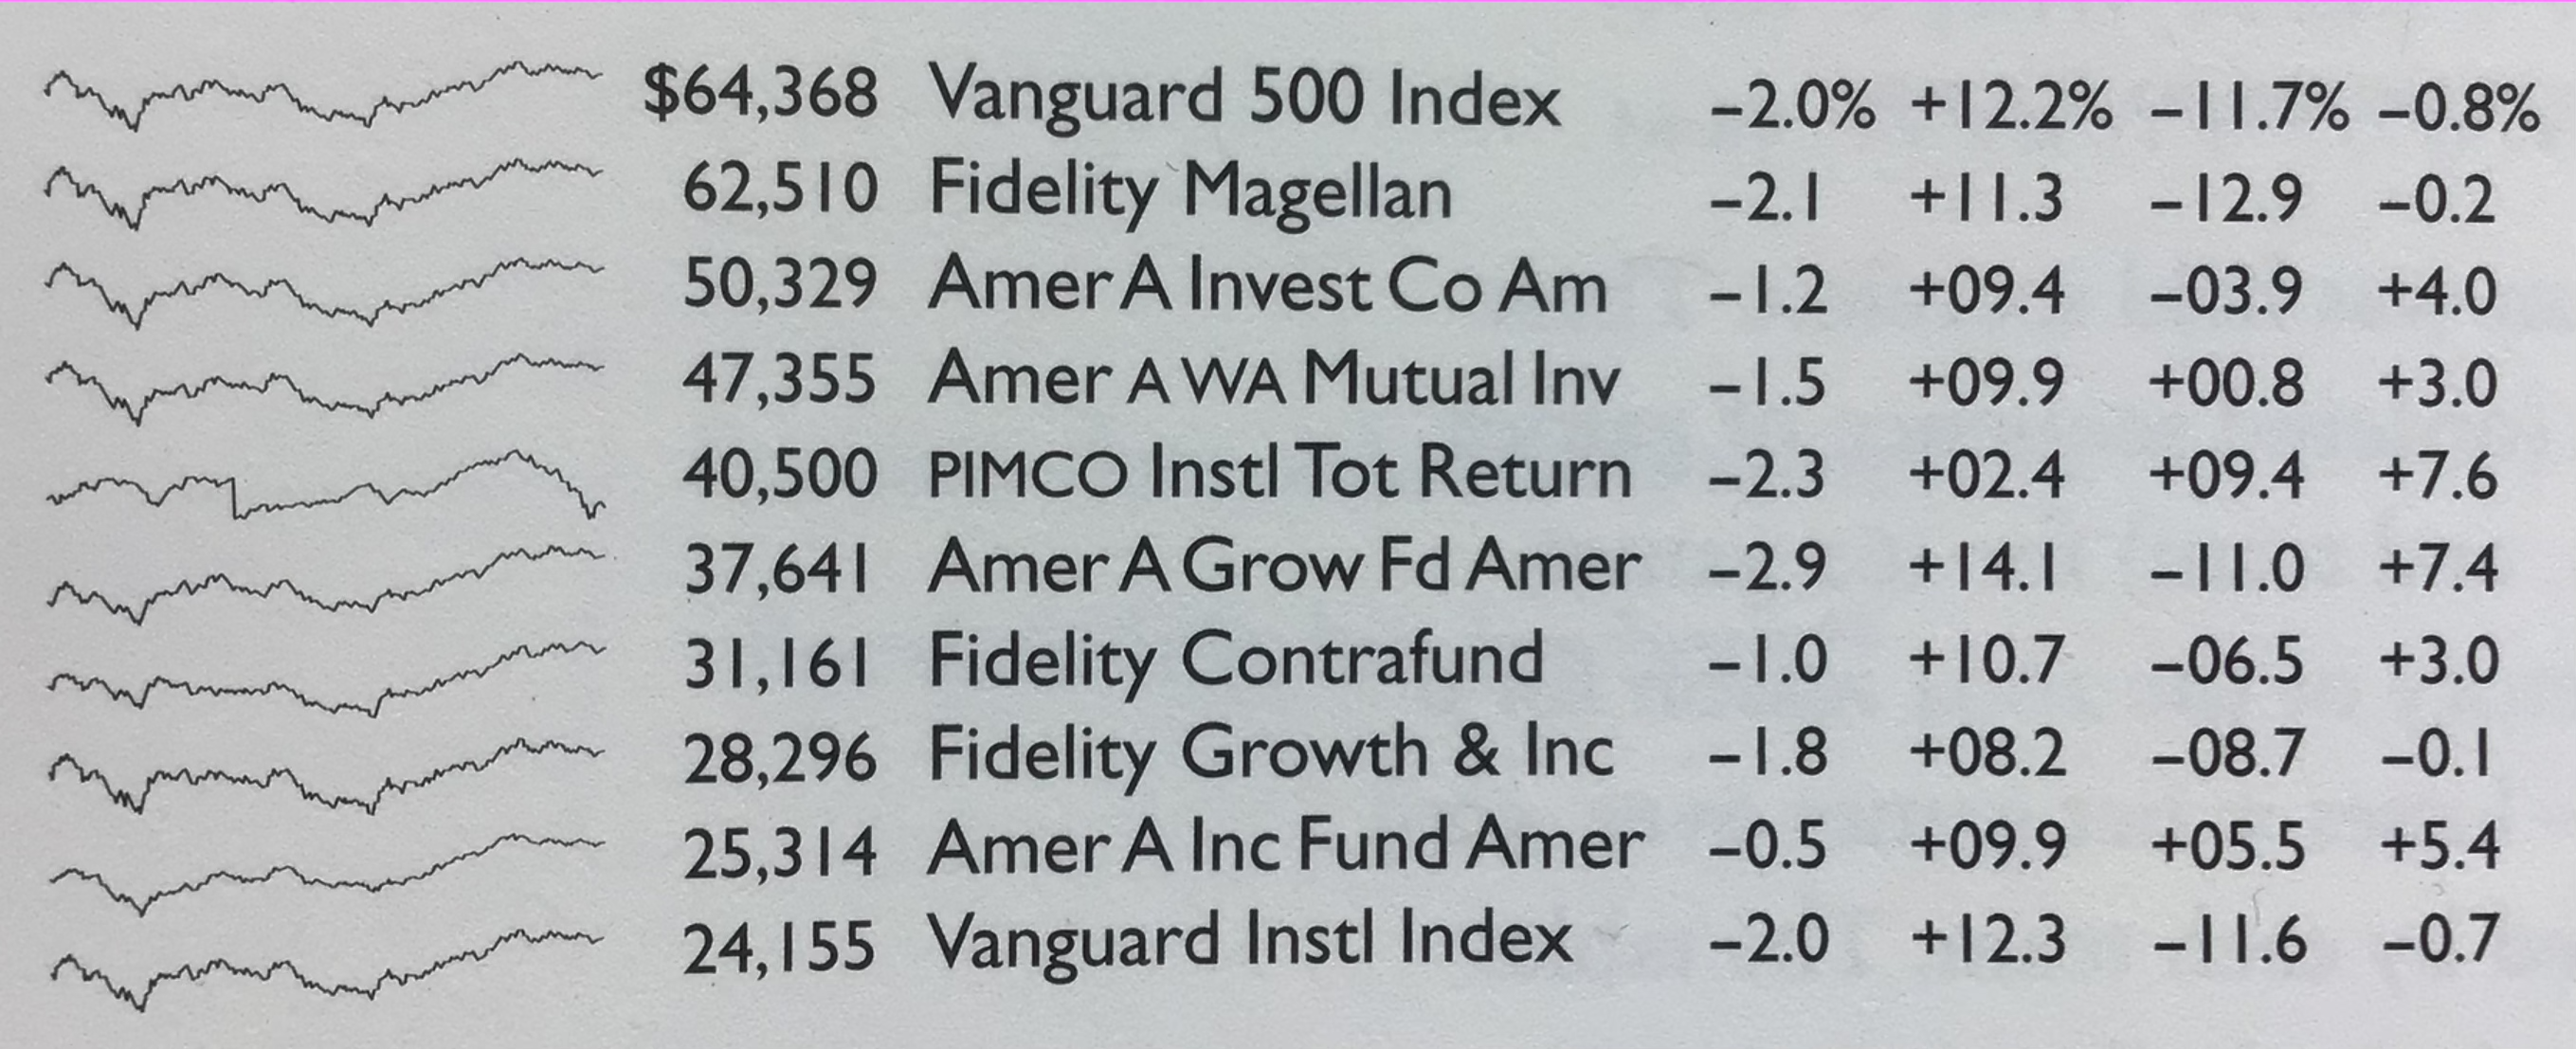 $64,368 Vanguard 500 Index –2.0% +12.2% –11.7% –0.8%
62,510 Fidelity Magellan –2.1 +11.3 –12.9 –0.2
50,329 Amer A Invest Co Am –1.2 +09.4 –03.9 +4.0
47,355 Amer A WA Mutual Inv –1.5 +09.9 +00.8 +3.0
40,500 PIMCO Instl Tot Return –2.3 +02.4 +09.4 +7.6
37,641 Amer A Grow Fd Amer –2.9 +14.1 –11.0 +7.4
31,161 Fidelity Contrafund –1.0 +10.7 –06.5 +3.0
28,296 Fidelity Growth & Inc –1.8 +08.2 –08.7 –0.1
25,314 Amer A Inc Fund Amer –0.5 +09.9 +05.5 +5.4
24,155 Vanguard Instl Index –2.0 +12.3 –11.6 –0.7